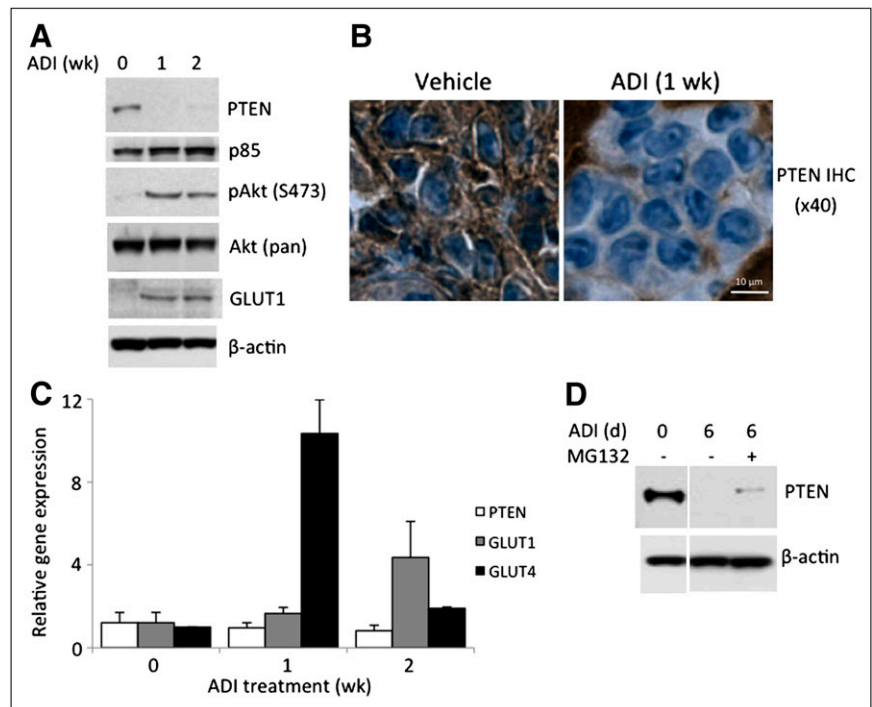 A
ADI (wk) 0 1 2
PTEN
p85
pAkt (S473)
Akt (pan)
GLUT1
β-actin
B
Vehicle ADI (1 wk)
PTEN IHC
(x40)
10 µm
C
Relative gene expression
12
8
4
0
0 1 2
ADI treatment (wk)
PTEN
GLUT1
GLUT4
D
ADI (d) 0 6 6
MG132 - - +
PTEN
β-actin